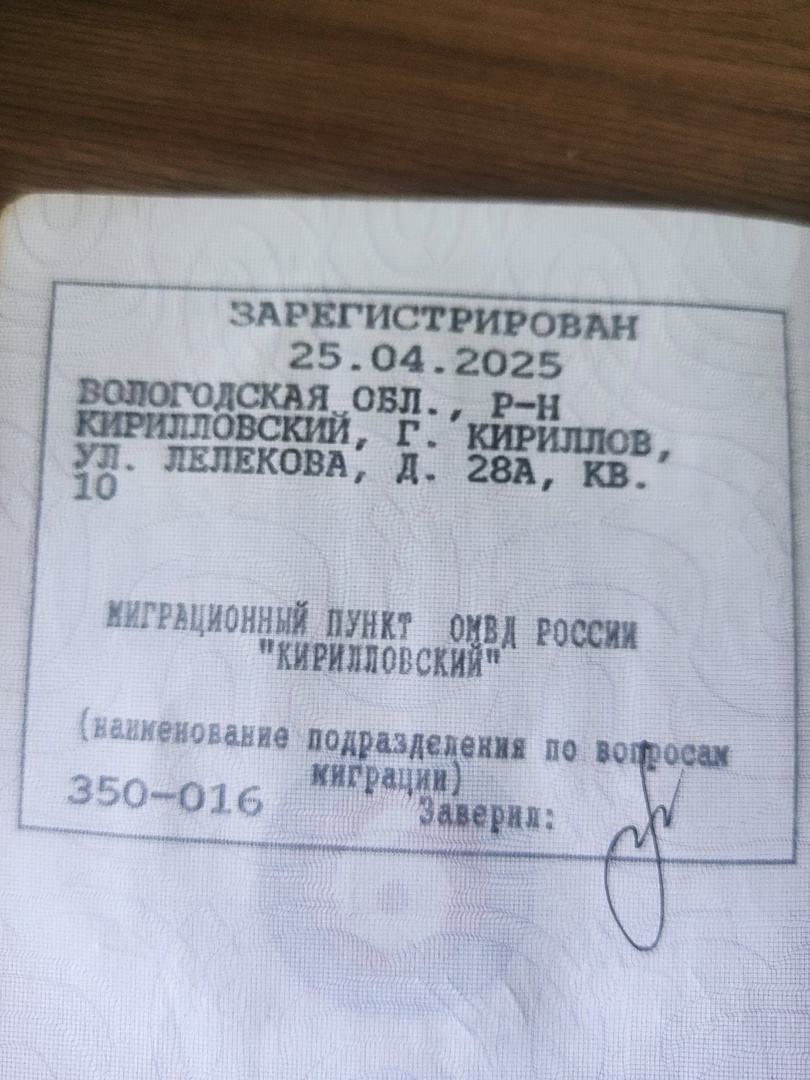 ЗАРЕГИСТРИРОВАН
25.04.2025
ВОЛОГОДСКАЯ ОБЛ., Р-Н
КИРИЛЛОВСКИЙ, Г. КИРИЛЛОВ,
УЛ. ЛЕЛЕКОВА, Д. 28А, КВ.
10
МИГРАЦИОННЫЙ ПУНКТ ОМВД РОССИИ
"КИРИЛЛОВСКИЙ"
(наименование подразделения по вопросам
миграции)
350-016
Заверил: